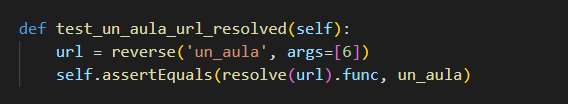 def test_un_aula_url_resolved(self):
    url = reverse('un_aula', args=[6])
    self.assertEquals(resolve(url).func, un_aula)